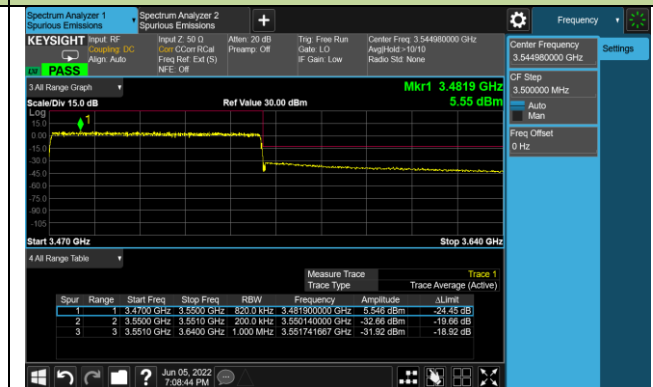 Spectrum Analyzer 1
Spurious Emissions
Spectrum Analyzer 2
Spurious Emissions
+
Frequency
KEYSIGHT
Input: RF
Coupling: DC
Align: Auto
Input Z: 50 Ω
Corr CCorr RCal
Freq Ref: Ext (S)
NFE: Off
Atten: 20 dB
Preamp: Off
Trig: Free Run
Gate: LO
IF Gain: Low
Center Freq: 3.544980000 GHz
Avg|Hold:>10/10
Radio Std: None
LW PASS
Center Frequency
3.544980000 GHz
Settings
CF Step
3.500000 MHz
Auto
Man
Freq Offset
0 Hz
3 All Range Graph
Mkr1 3.4819 GHz
Scale/Div 15.0 dB
Ref Value 30.00 dBm
5.55 dBm
Log
15.0
0.00
-15.0
-30.0
-45.0
-60.0
-75.0
-90.0
-105
1
Start 3.470 GHz
Stop 3.640 GHz
4 All Range Table
Measure Trace Trace 1
Trace Type Trace Average (Active)
Spur Range Start Freq Stop Freq RBW Frequency Amplitude ΔLimit
1 1 3.4700 GHz 3.5500 GHz 820.0 kHz 3.481900000 GHz 5.546 dBm -24.45 dB
2 2 3.5500 GHz 3.5510 GHz 200.0 kHz 3.550140000 GHz -32.66 dBm -19.66 dB
3 3 3.5510 GHz 3.6400 GHz 1.000 MHz 3.551741667 GHz -31.92 dBm -18.92 dB
?
Jun 05, 2022
7:08:44 PM